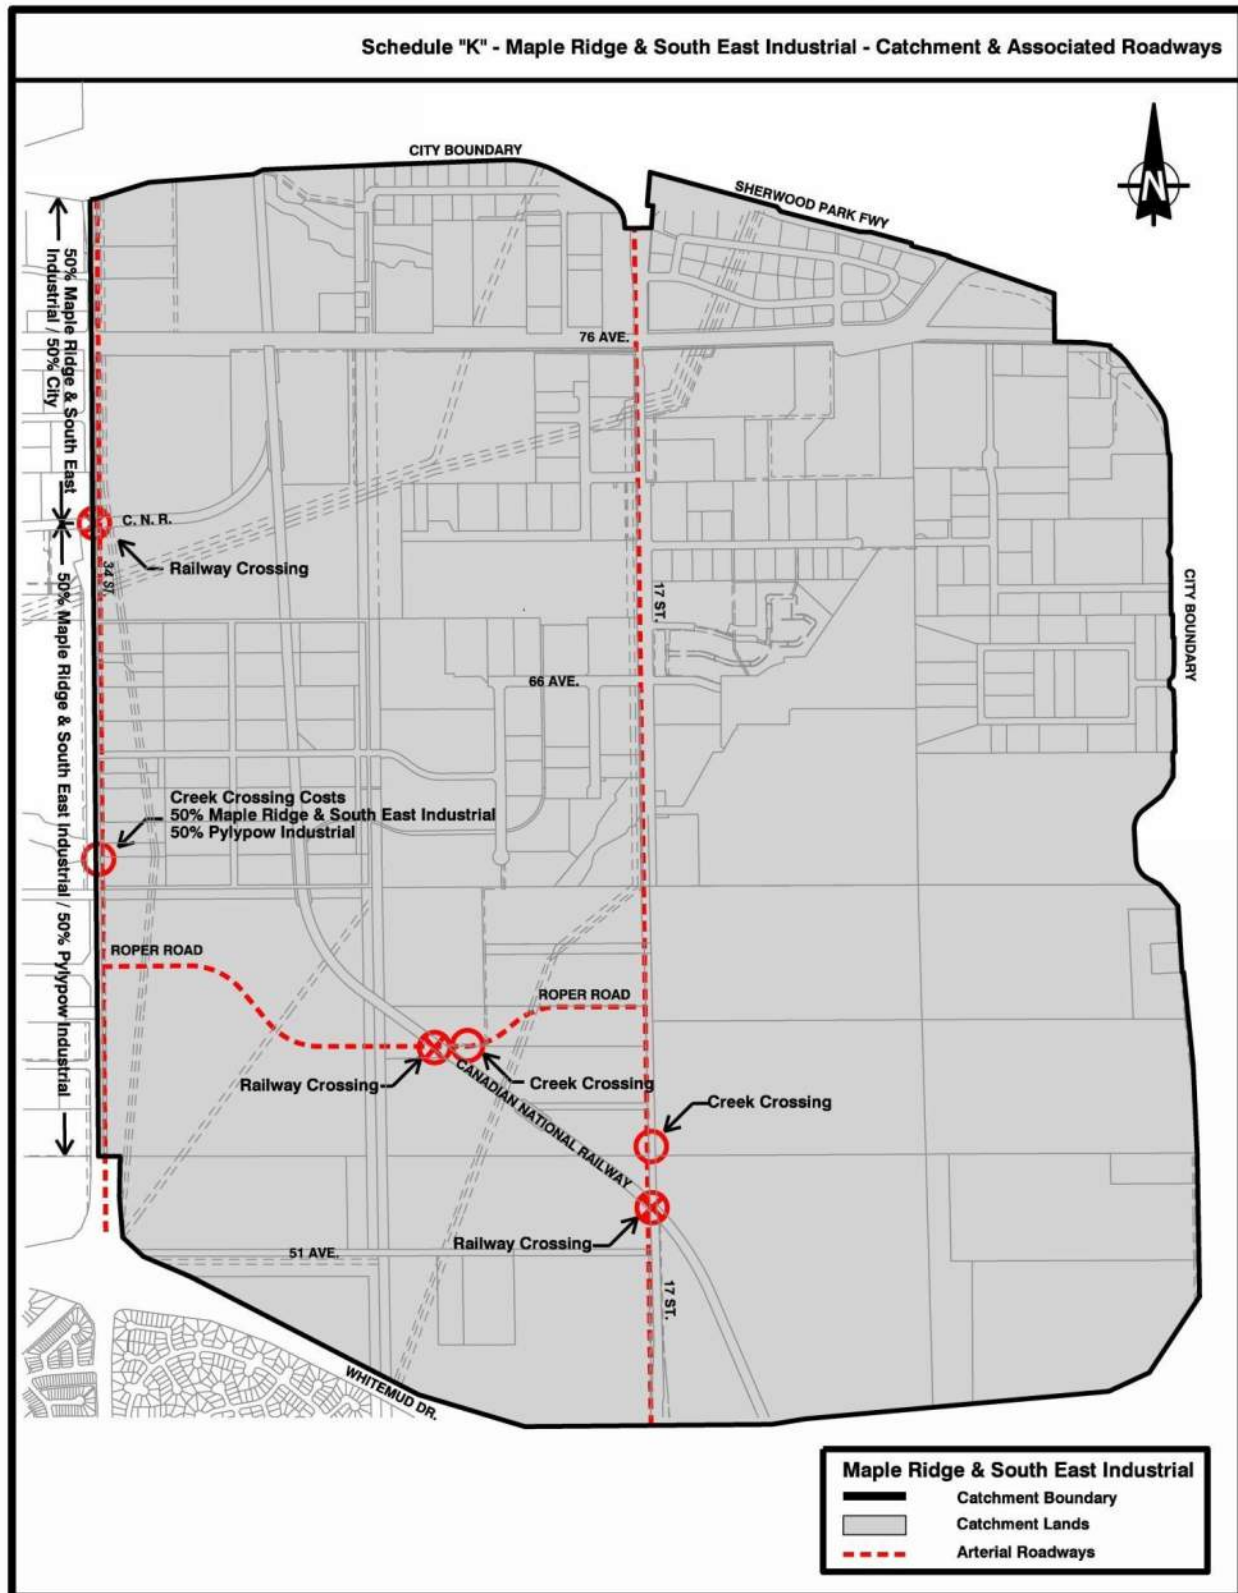 Schedule "K" - Maple Ridge & South East Industrial - Catchment & Associated Roadways
CITY BOUNDARY
SHERWOOD PARK FWY
N
50% Maple Ridge & South East
Industrial / 50% City
76 AVE.
C. N. R.
Railway Crossing
34 ST.
17 ST.
CITY BOUNDARY
66 AVE.
50% Maple Ridge & South East Industrial / 50% Pylypow Industrial
Creek Crossing Costs
50% Maple Ridge & South East Industrial
50% Pylypow Industrial
ROPER ROAD
ROPER ROAD
Railway Crossing
Creek Crossing
CANADIAN NATIONAL RAILWAY
Creek Crossing
Railway Crossing
51 AVE.
17 ST.
WHITEMUD DR.
Maple Ridge & South East Industrial
Catchment Boundary
Catchment Lands
Arterial Roadways